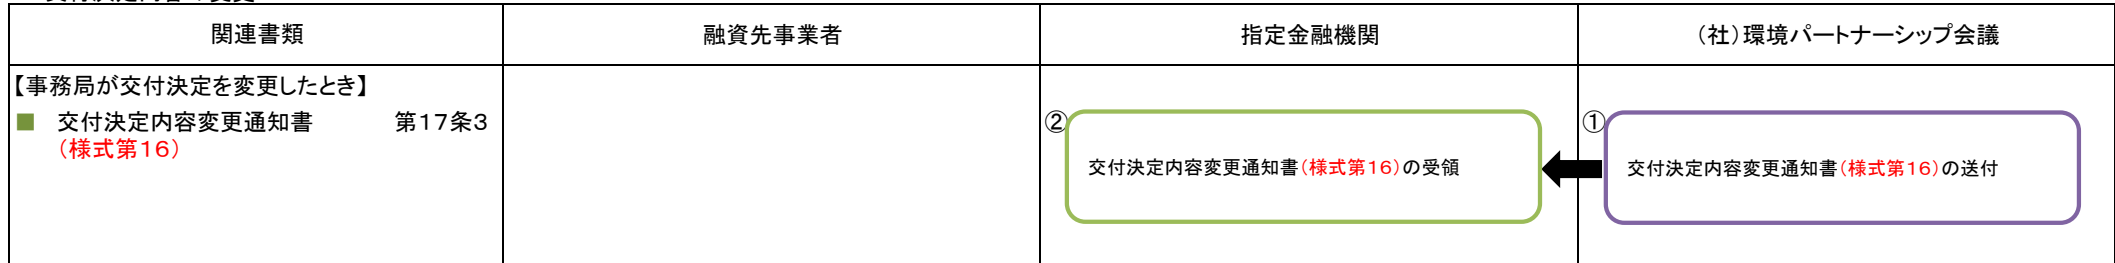 関連書類
融資先事業者
指定金融機関
（社）環境パートナーシップ会議
【事務局が交付決定を変更したとき】
■ 交付決定内容変更通知書 第１７条３
（様式第１６）
②
交付決定内容変更通知書（様式第１６）の受領
①
交付決定内容変更通知書（様式第１６）の送付